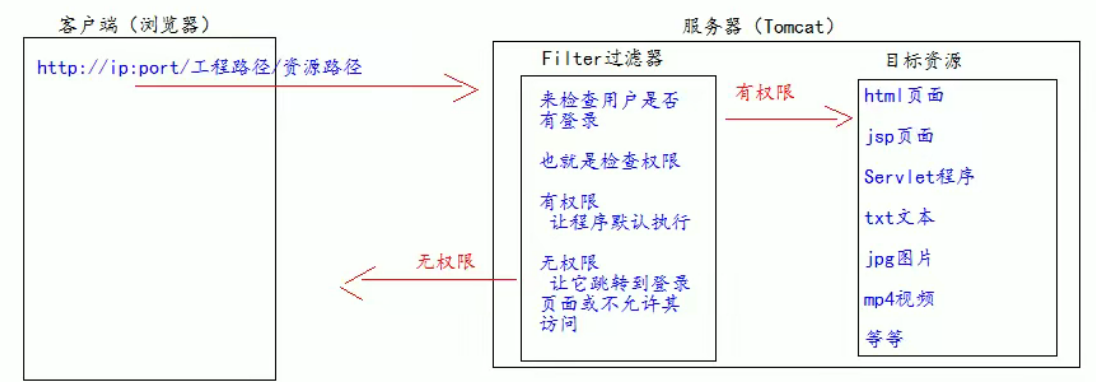 客户端（浏览器）
http://ip:port/工程路径/资源路径
服务器（Tomcat）
Filter过滤器
来检查用户是否
有登录
也就是检查权限
有权限
让程序默认执行
无权限
让它跳转到登录
页面或不允许其
访问
有权限
无权限
目标资源
html页面
jsp页面
Servlet程序
txt文本
jpg图片
mp4视频
等等